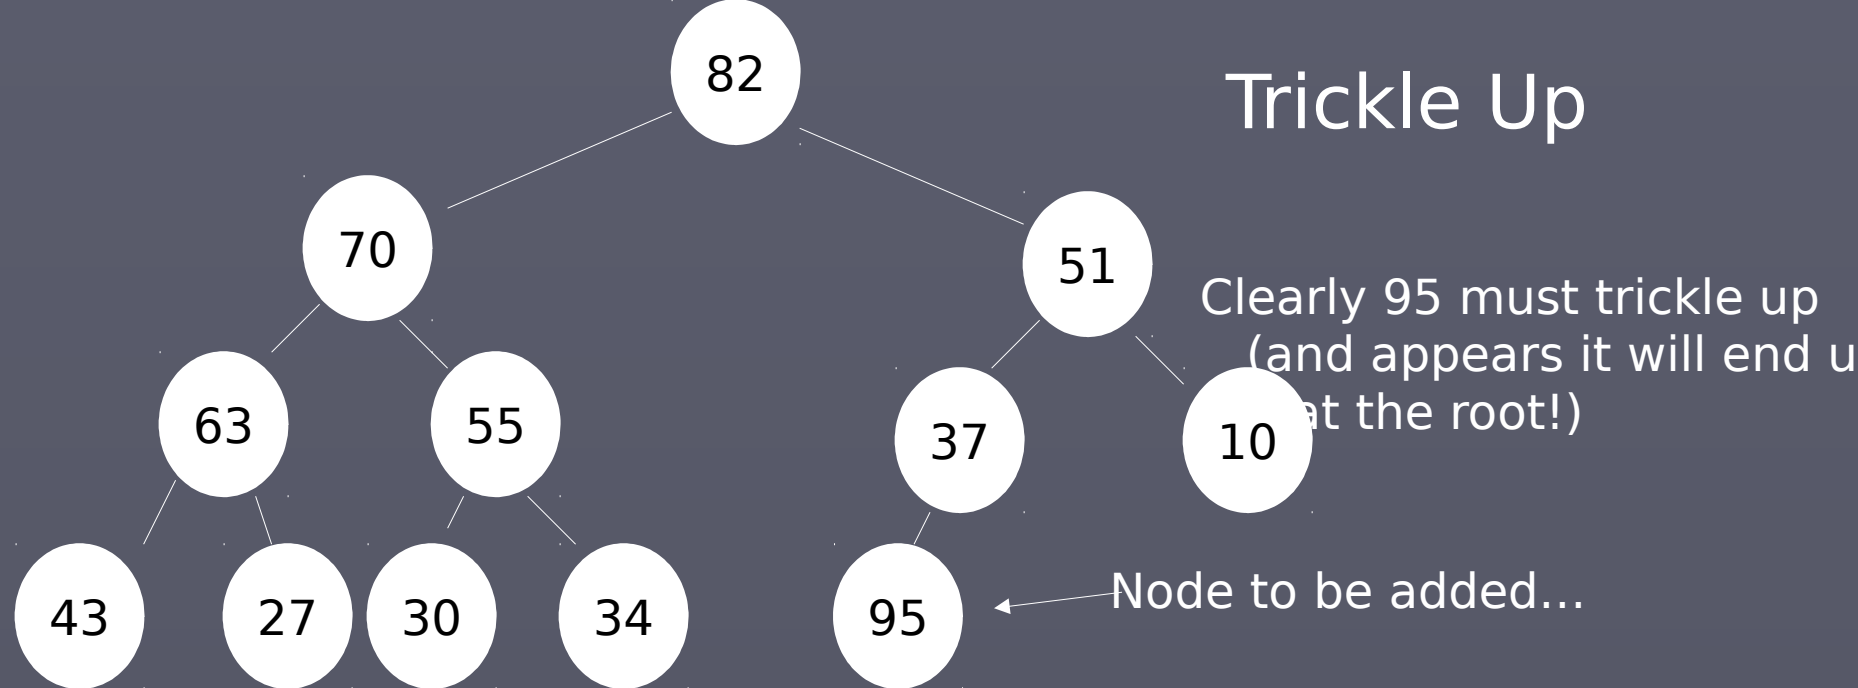 82
Trickle Up
70
51
Clearly 95 must trickle up
(and appears it will end u
at the root!)
63
55
37
10
43
27
30
34
95
Node to be added...